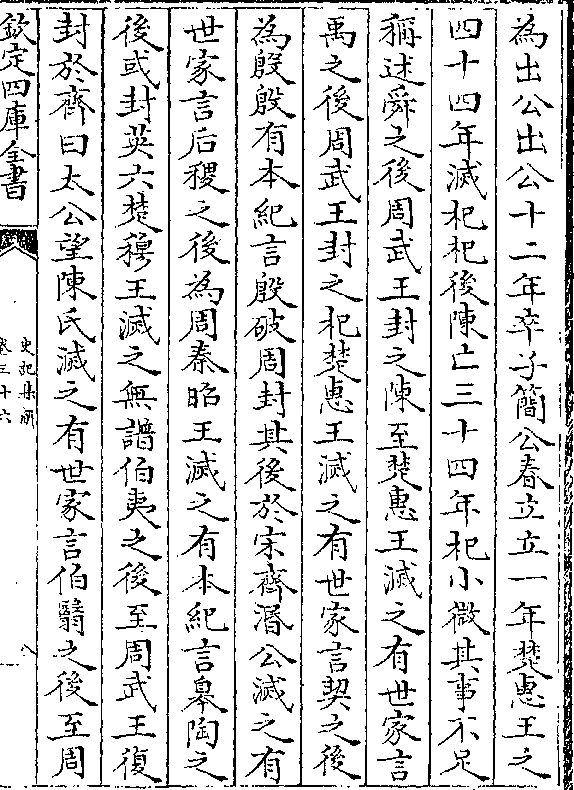 為出公出公十二年卒子簡公春立立一年楚惠王之
四十四年滅杞杞後陳亡三十四年杞小微其事不足
稱述舜之後周武王封之陳至楚惠王滅之有世家言
禹之後周武王封之杞楚惠王滅之有世家言契之後
為殷殷有本紀言殷破周封其後於宋齊湣公滅之有
世家言后稷之後為周秦昭王滅之有本紀言臯陶之
後或封英六楚穆王滅之無譜伯夷之後至周武王復
封於齊曰太公望陳氏滅之有世家言伯翳之後至周
欽定四庫全書
史記集解
卷三十六
八